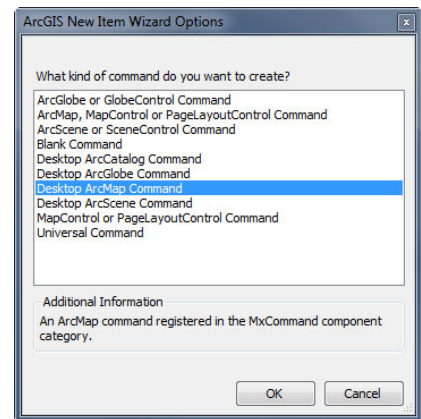 ArcGIS New Item Wizard Options
x
What kind of command do you want to create?
ArcGlobe or GlobeControl Command
ArcMap, MapControl or PageLayoutControl Command
ArcScene or SceneControl Command
Blank Command
Desktop ArcCatalog Command
Desktop ArcGlobe Command
Desktop ArcMap Command
Desktop ArcScene Command
MapControl or PageLayoutControl Command
Universal Command
Additional Information
An ArcMap command registered in the MxCommand component
category.
OK Cancel